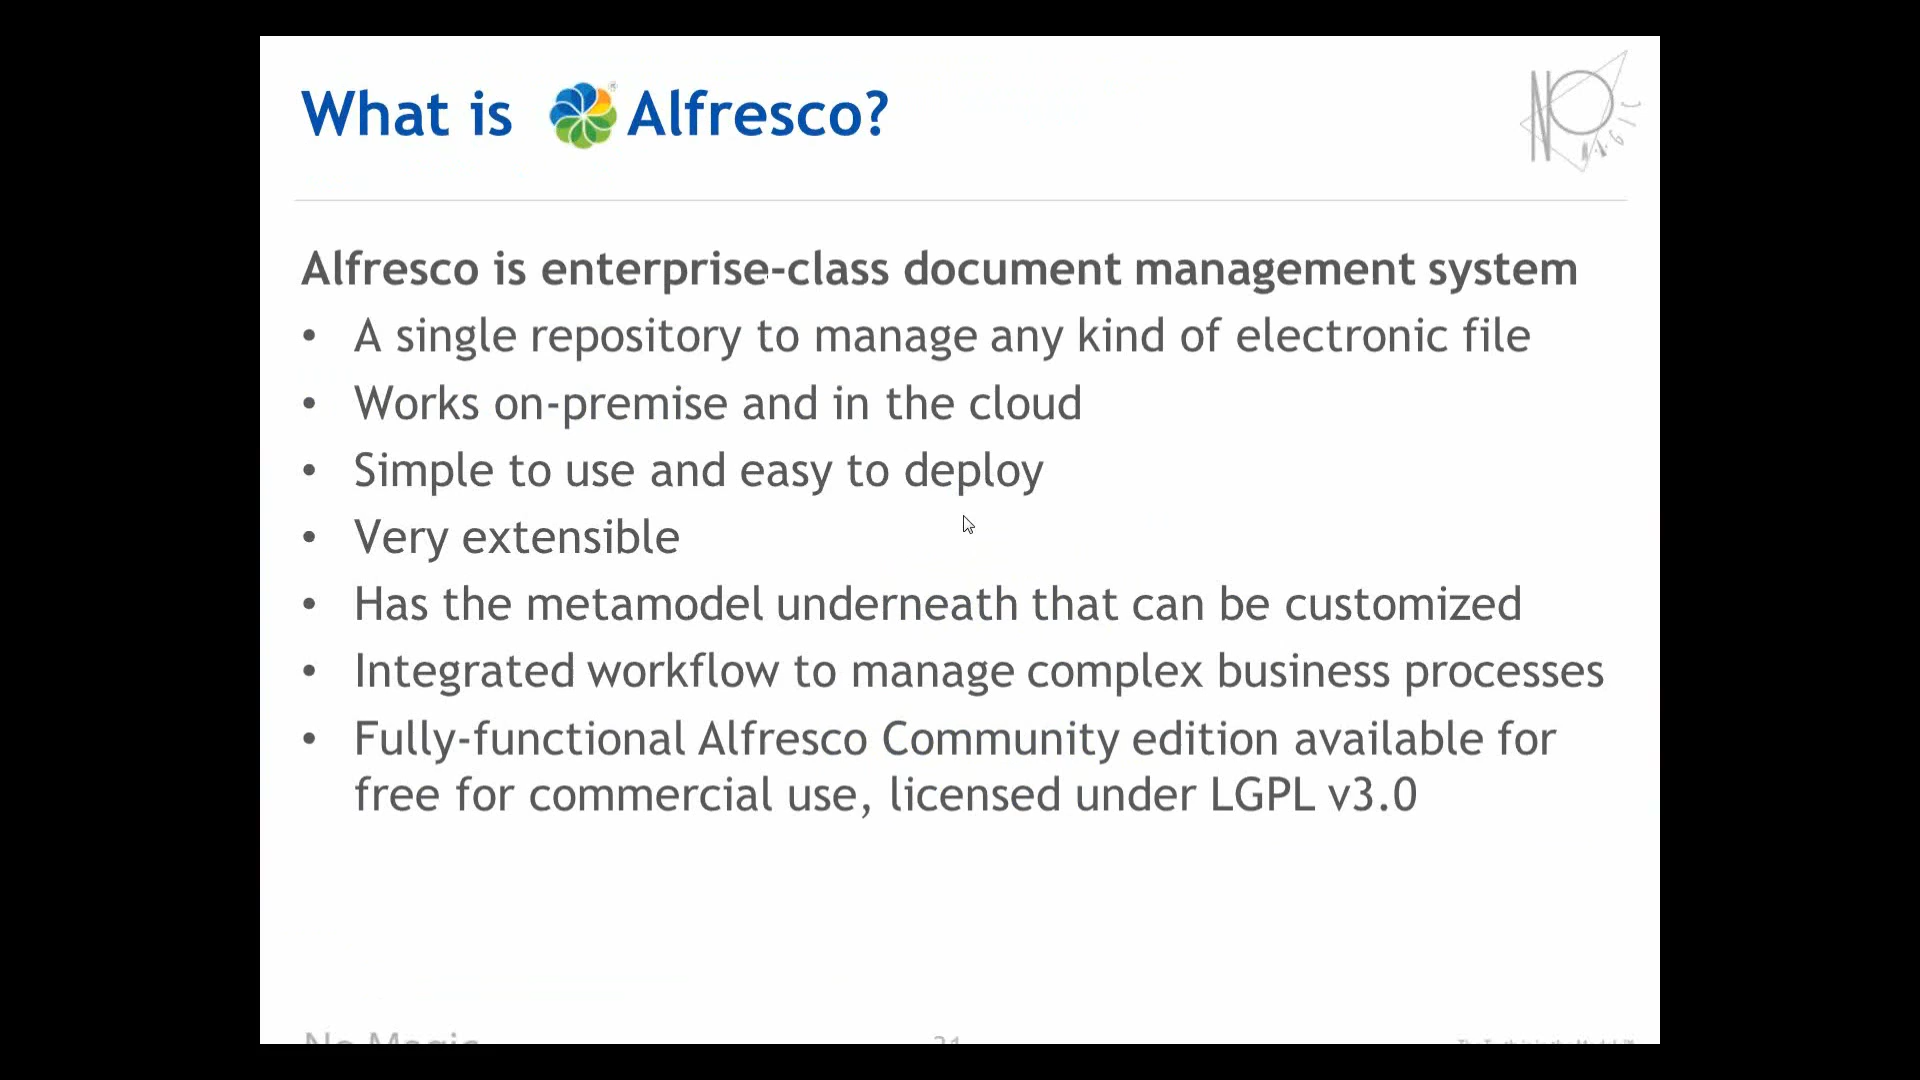 What is Alfresco?
Alfresco is enterprise-class document management system
• A single repository to manage any kind of electronic file
• Works on-premise and in the cloud
• Simple to use and easy to deploy
• Very extensible
• Has the metamodel underneath that can be customized
• Integrated workflow to manage complex business processes
• Fully-functional Alfresco Community edition available for
free for commercial use, licensed under LGPL v3.0
No Magic